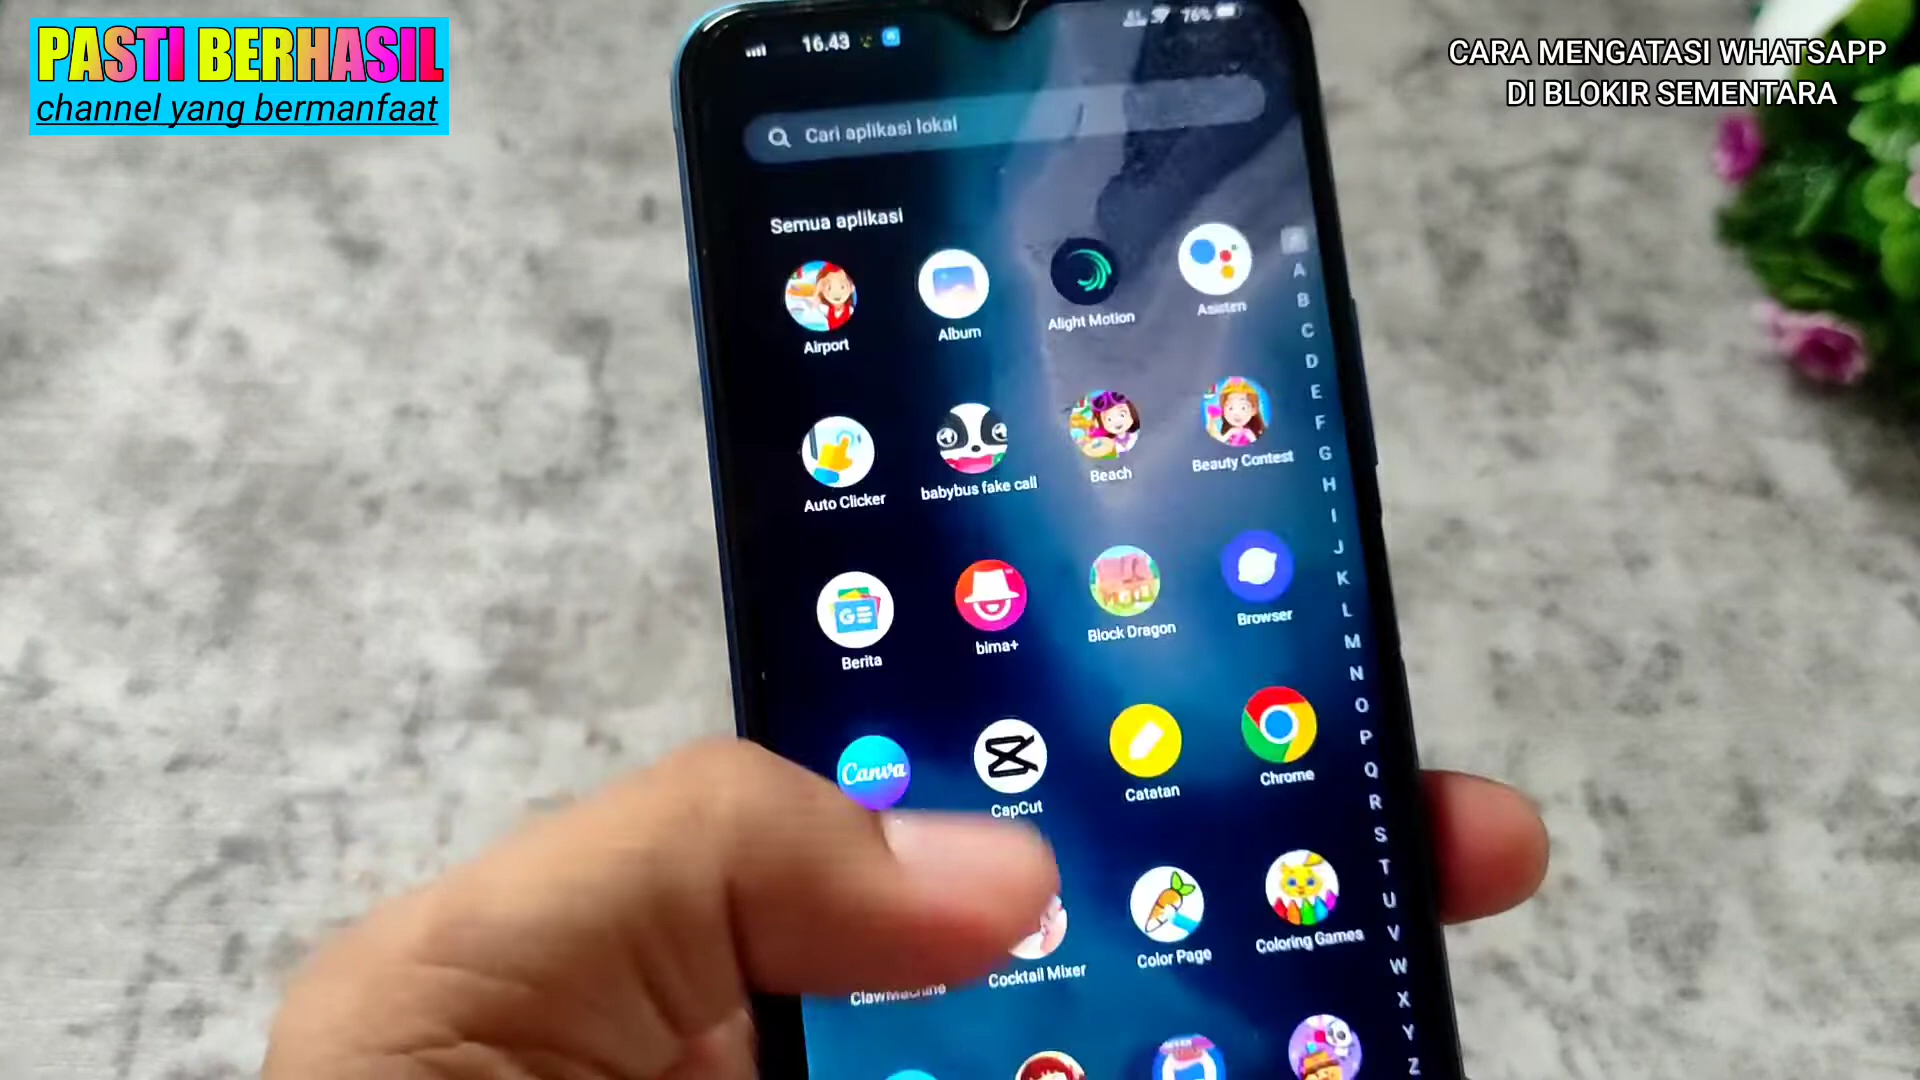 PASTI BERHASIL
channel yang bermanfaat
CARA MENGATASI WHATSAPP
DI BLOKIR SEMENTARA
16.43
76%
Cari aplikasi lokal
Semua aplikasi
Airport
Album
Alight Motion
Asisten
Auto Clicker
babybus fake call
Beach
Beauty Contest
Berita
bima+
Block Dragon
Browser
Canva
CapCut
Catatan
Chrome
ClawMachine
Cocktail Mixer
Color Page
Coloring Games
A
B
C
D
E
F
G
H
I
J
K
L
M
N
O
P
Q
R
S
T
U
V
W
X
Y
Z